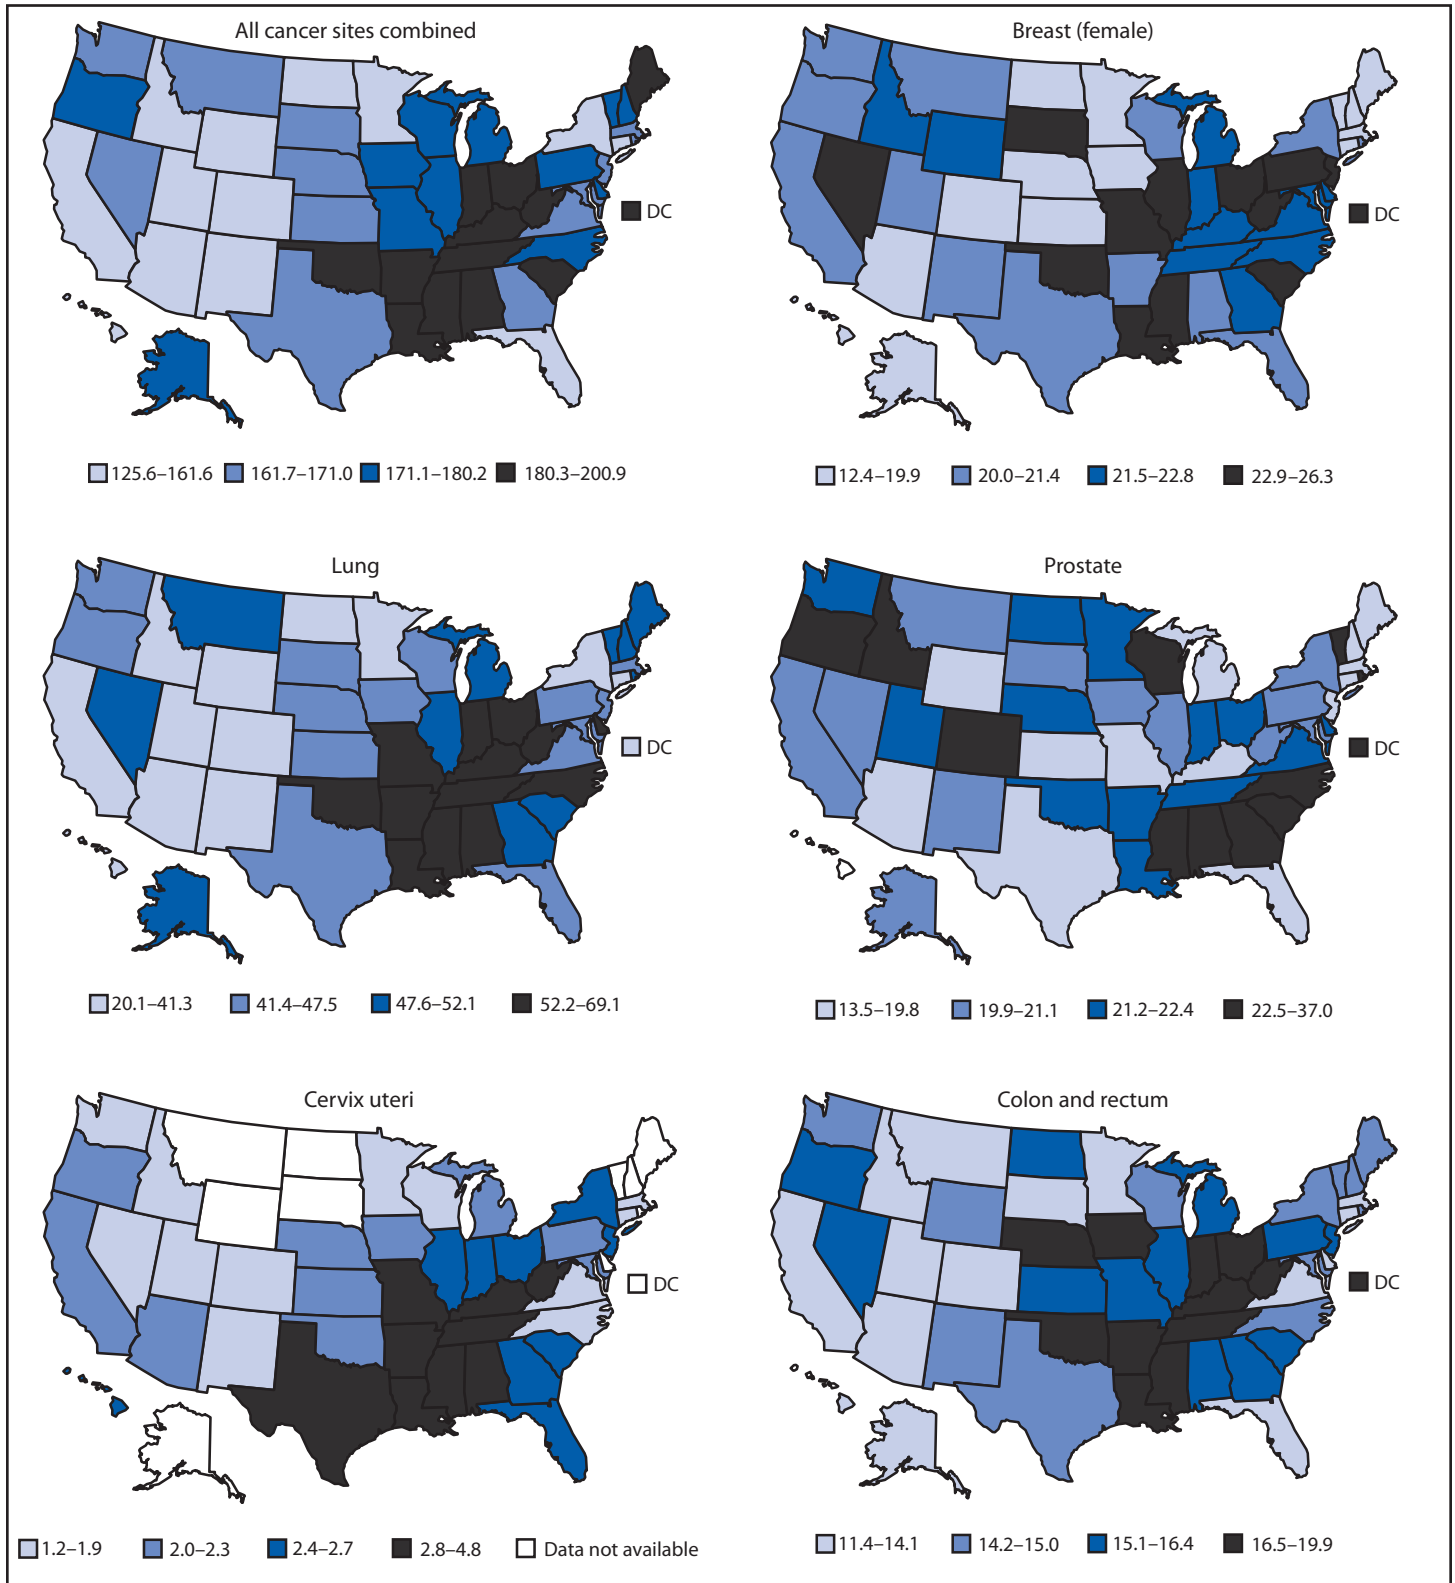 All cancer sites combined
DC
125.6–161.6 161.7–171.0 171.1–180.2 180.3–200.9
Breast (female)
DC
12.4–19.9 20.0–21.4 21.5–22.8 22.9–26.3
Lung
DC
20.1–41.3 41.4–47.5 47.6–52.1 52.2–69.1
Prostate
DC
13.5–19.8 19.9–21.1 21.2–22.4 22.5–37.0
Cervix uteri
DC
1.2–1.9 2.0–2.3 2.4–2.7 2.8–4.8 Data not available
Colon and rectum
DC
11.4–14.1 14.2–15.0 15.1–16.4 16.5–19.9